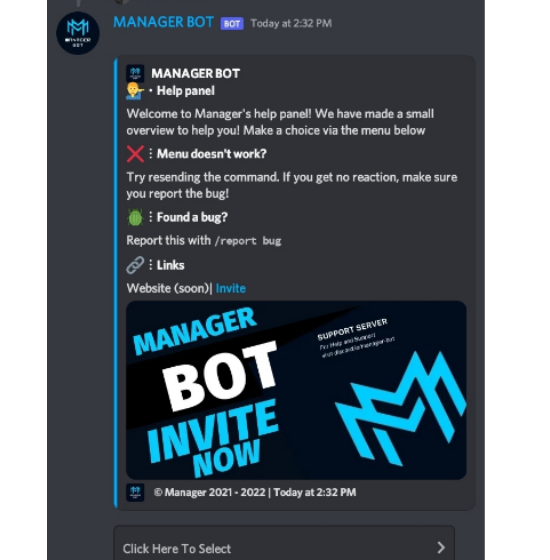 MANAGER BOT BOT Today at 2:32 PM
MANAGER BOT
MANAGER BOT
• Help panel
Welcome to Manager's help panel! We have made a small
overview to help you! Make a choice via the menu below
⋮ Menu doesn't work?
Try resending the command. If you get no reaction, make sure
you report the bug!
⋮ Found a bug?
Report this with /report bug
⋮ Links
Website (soon)| Invite
MANAGER
BOT
INVITE
NOW
SUPPORT SERVER
For Help and Support
© Manager 2021 - 2022 | Today at 2:32 PM
Click Here To Select